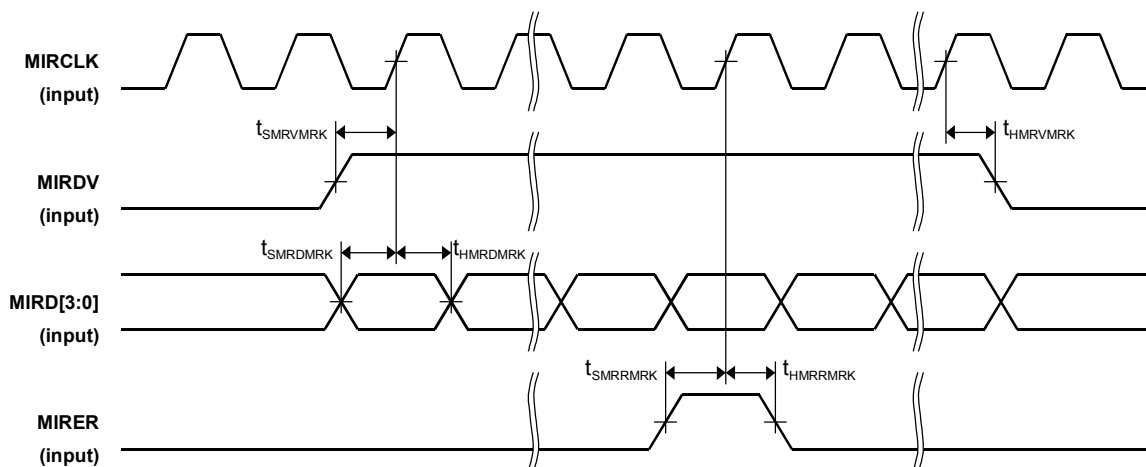 MIRCLK
(input)
tSMRVMRK
tHMRVMRK
MIRDV
(input)
tSMRDMRK
tHMRDMRK
MIRD[3:0]
(input)
tSMRRMRK
tHMRRMRK
MIRER
(input)